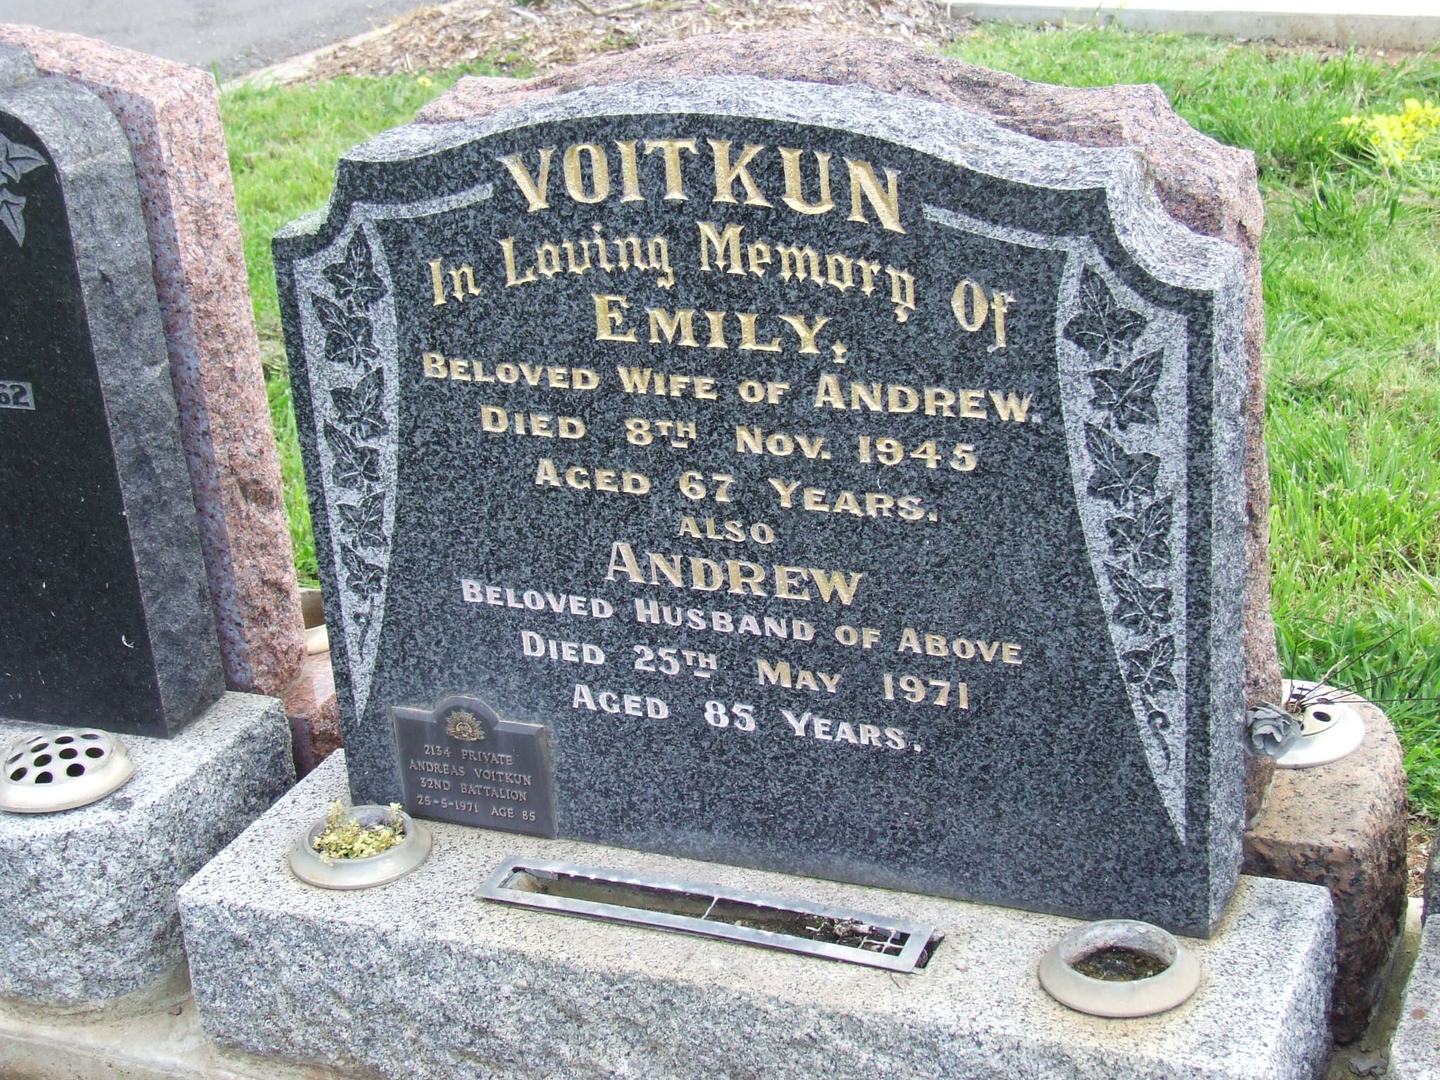 VOITKUN
In Loving Memory Of
EMILY,
BELOVED WIFE OF ANDREW.
DIED 8TH NOV. 1945
AGED 67 YEARS.
ALSO
ANDREW
BELOVED HUSBAND OF ABOVE
DIED 25TH MAY 1971
AGED 85 YEARS.
2134 PRIVATE
ANDREAS VOITKUN
32ND BATTALION
25-5-1971 AGE 85
62